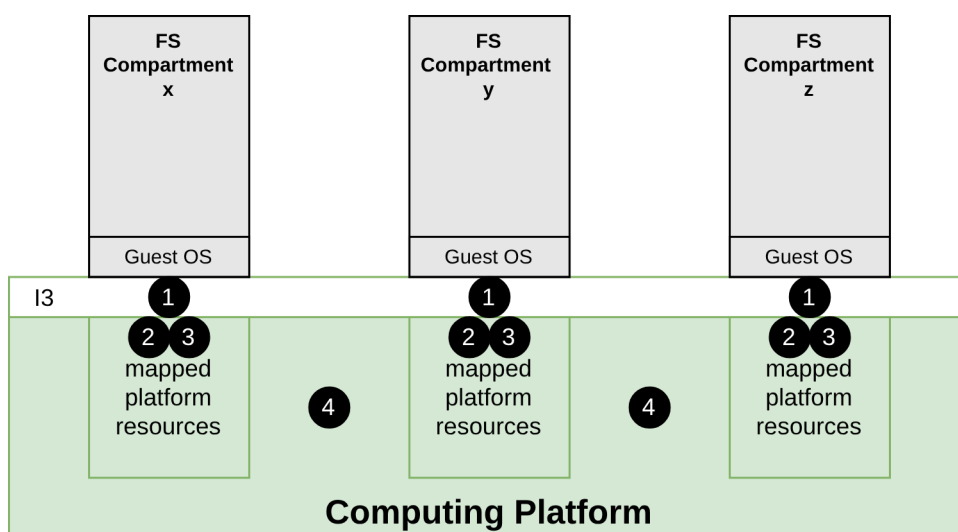 FS
Compartment
x
FS
Compartment
y
FS
Compartment
z
Guest OS
Guest OS
Guest OS
I3
1
1
1
2 3
2 3
2 3
mapped
platform
resources
mapped
platform
resources
mapped
platform
resources
4
4
Computing Platform